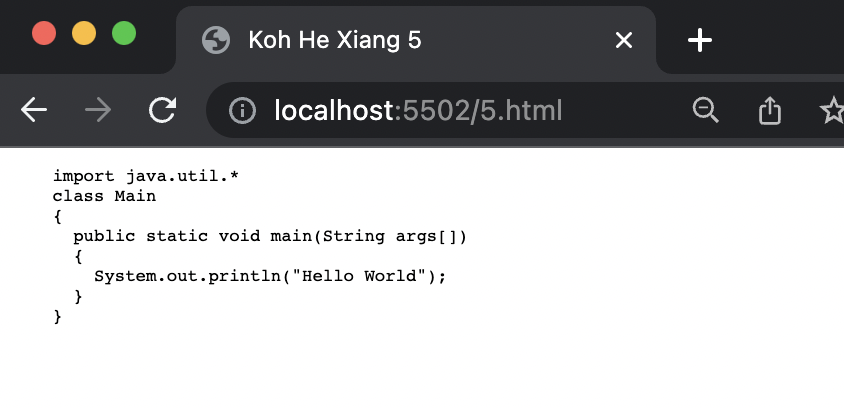 Koh He Xiang 5
localhost:5502/5.html
import java.util.*
class Main
{
  public static void main(String args[])
  {
    System.out.println("Hello World");
  }
}